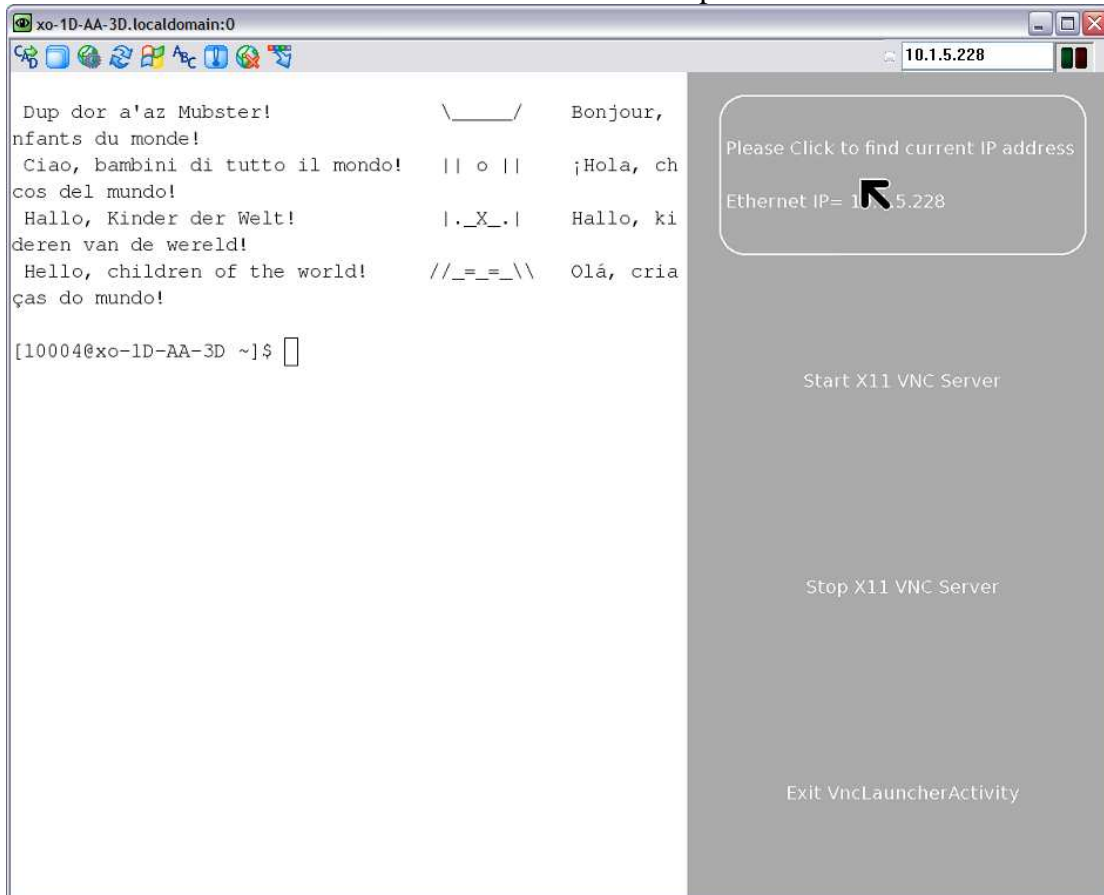 xo-1D-AA-3D.localdomain:0
10.1.5.228
Dup dor a'az Mubster!                \_____/     Bonjour,
nfants du monde!
Ciao, bambini di tutto il mondo!   || o ||     ¡Hola, ch
cos del mundo!
Hallo, Kinder der Welt!              |._X_.|     Hallo, ki
deren van de wereld!
Hello, children of the world!       //_=_=_\\    Olá, cria
ças do mundo!
[10004@xo-1D-AA-3D ~]$
Please Click to find current IP address
Ethernet IP= 5.228
Start X11 VNC Server
Stop X11 VNC Server
Exit VncLauncherActivity